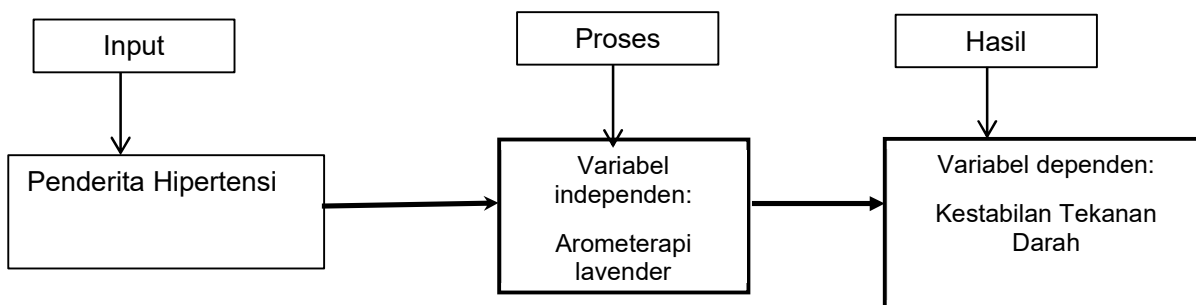 Input
Proses
Hasil
Penderita Hipertensi
Variabel
independen:
Arometerapi
lavender
Variabel dependen:
Kestabilan Tekanan
Darah